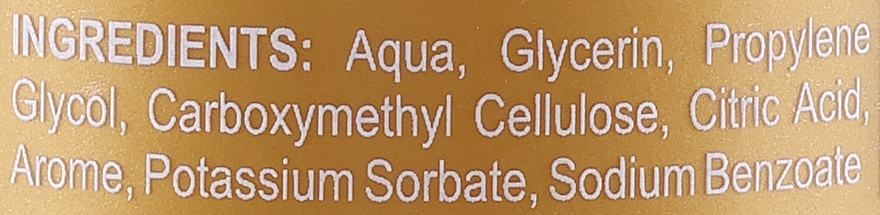 INGREDIENTS: Aqua, Glycerin, Propylene
Glycol, Carboxymethyl Cellulose, Citric Acid,
Arome, Potassium Sorbate, Sodium Benzoate